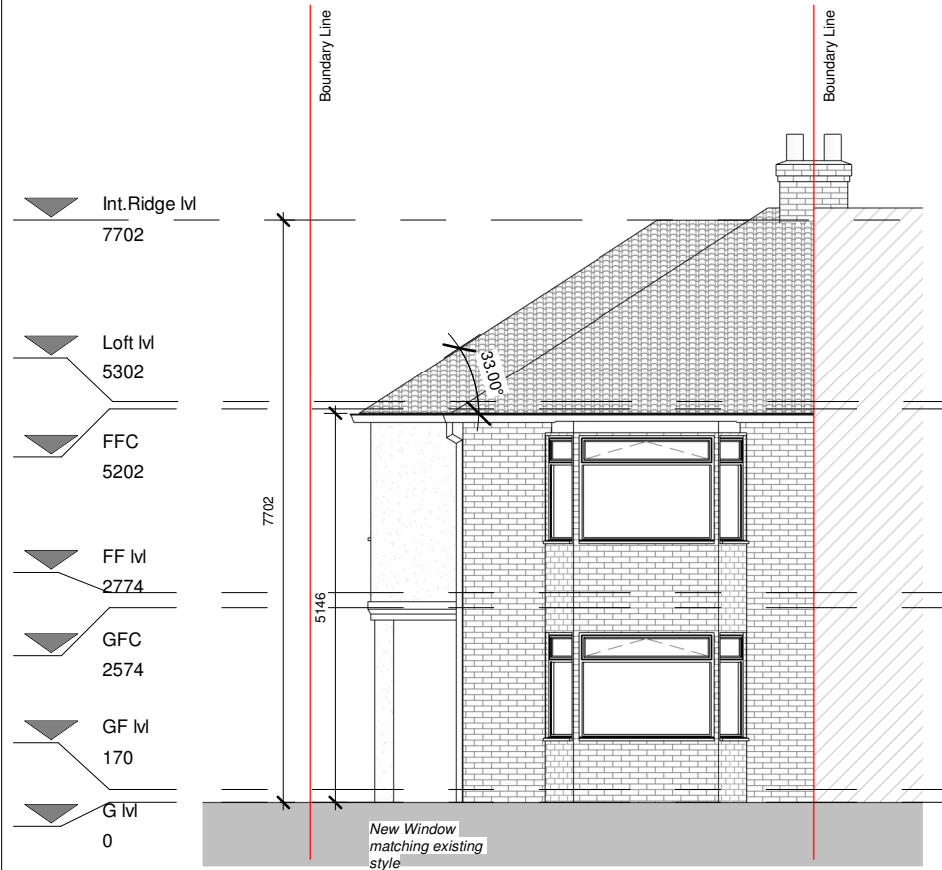 Boundary Line
Boundary Line
Int.Ridge lvl
7702
Loft lvl
5302
33.00°
FFC
5202
7702
FF lvl
2774
5146
GFC
2574
GF lvl
170
G lvl
0
New Window
matching existing
style